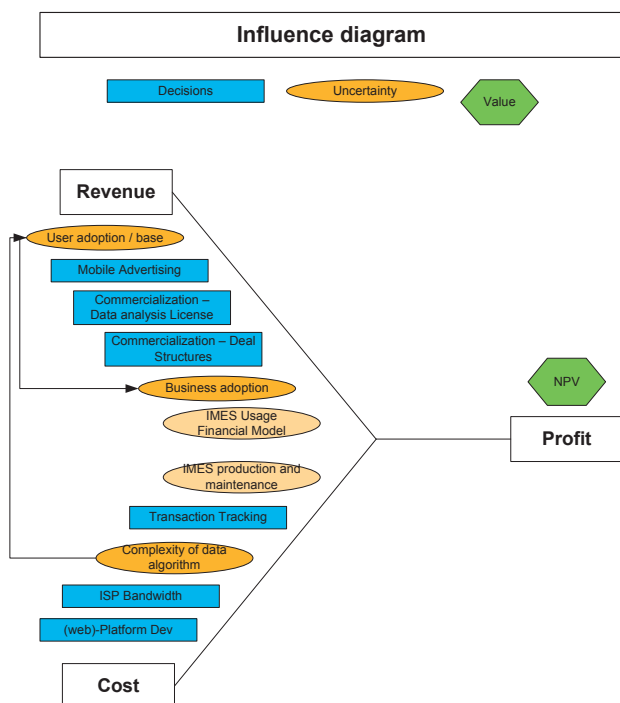 Influence diagram
Decisions
Uncertainty
Value
Revenue
User adoption / base
Mobile Advertising
Commercialization –
Data analysis License
Commercialization – Deal
Structures
Business adoption
NPV
IMES Usage
Financial Model
Profit
IMES production and
maintenance
Transaction Tracking
Complexity of data
algorithm
ISP Bandwidth
(web)-Platform Dev
Cost